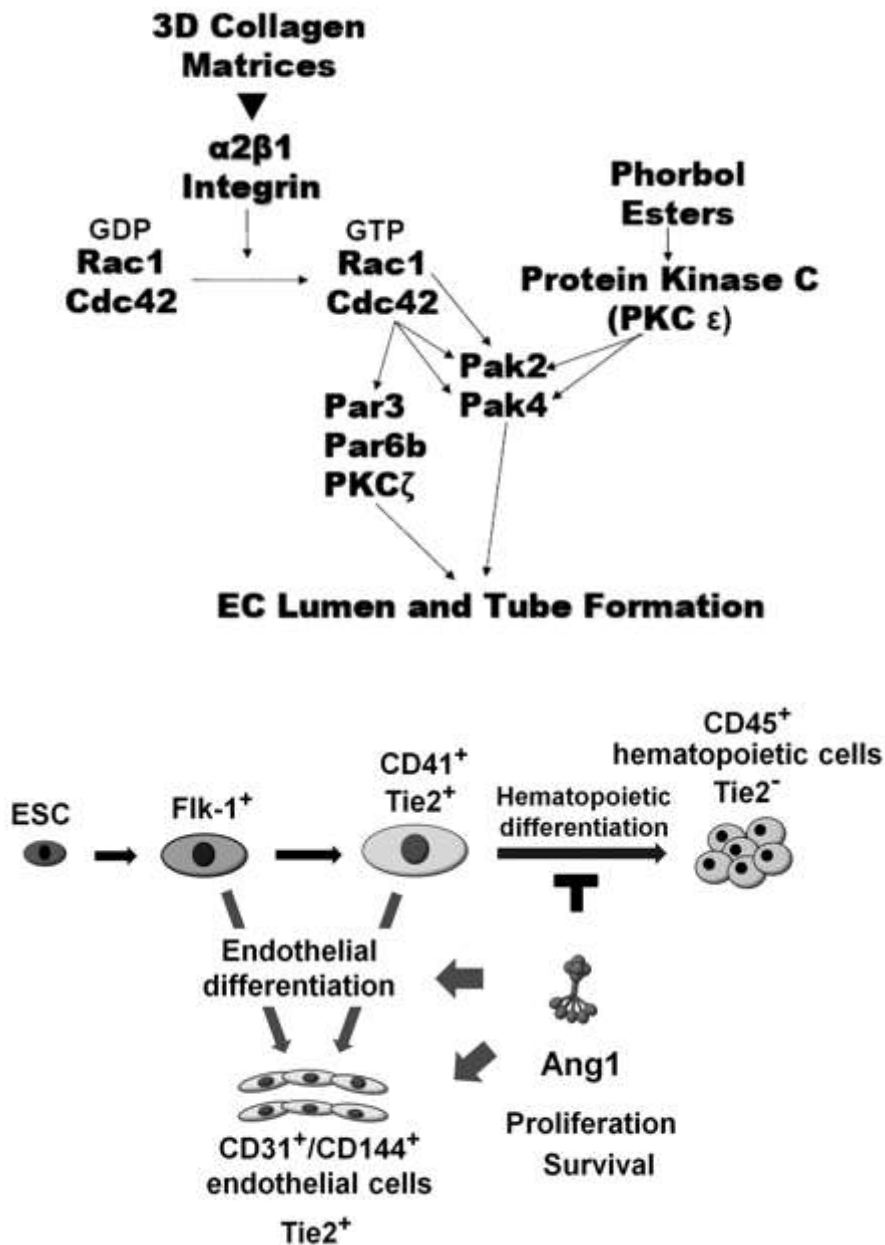 3D Collagen
Matrices
α2β1
Integrin
Phorbol
Esters
GDP
Rac1
Cdc42
GTP
Rac1
Cdc42
Protein Kinase C
(PKC ε)
Pak2
Pak4
Par3
Par6b
PKCζ
EC Lumen and Tube Formation
CD45⁺
hematopoietic cells
Tie2⁻
CD41⁺
Tie2⁺
Hematopoietic
differentiation
ESC
Flk-1⁺
Endothelial
differentiation
Ang1
Proliferation
Survival
CD31⁺/CD144⁺
endothelial cells
Tie2⁺